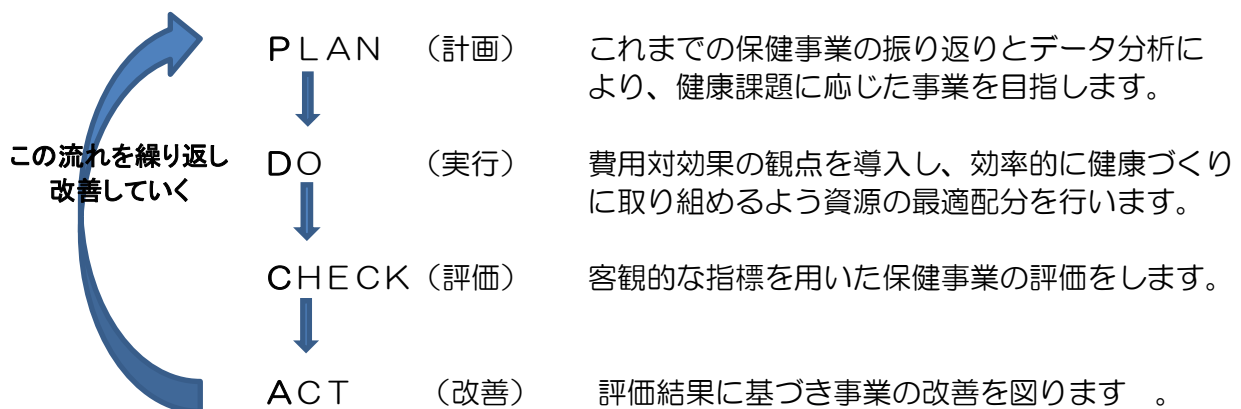 PLAN （計画） これまでの保健事業の振り返りとデータ分析に
より、健康課題に応じた事業を目指します。
この流れを繰り返し
改善していく
DO （実行） 費用対効果の観点を導入し、効率的に健康づくり
に取り組めるよう資源の最適配分を行います。
CHECK（評価） 客観的な指標を用いた保健事業の評価をします。
ACT （改善） 評価結果に基づき事業の改善を図ります 。